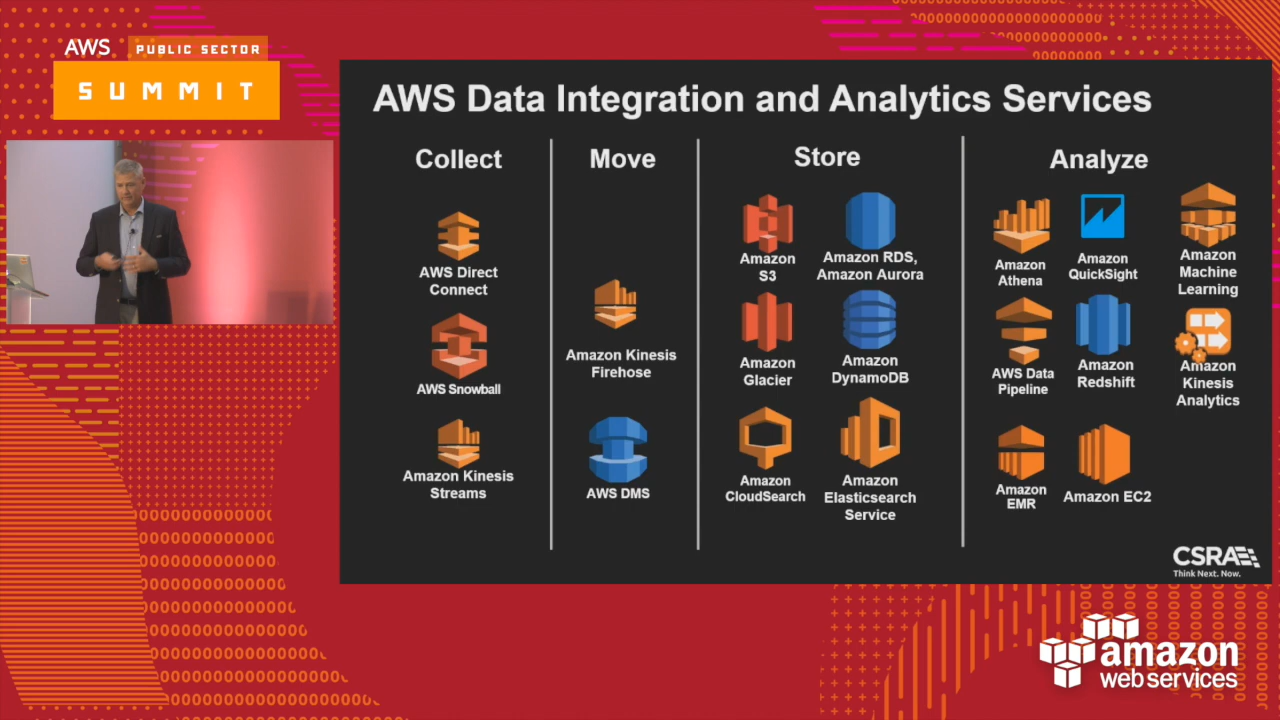 AWS PUBLIC SECTOR
SUMMIT
AWS Data Integration and Analytics Services
Collect
AWS Direct
Connect
AWS Snowball
Amazon Kinesis
Streams
Move
Amazon Kinesis
Firehose
AWS DMS
Store
Amazon
S3
Amazon RDS,
Amazon Aurora
Amazon
Glacier
Amazon
DynamoDB
Amazon
CloudSearch
Amazon
Elasticsearch
Service
Analyze
Amazon
Athena
Amazon
QuickSight
Amazon
Machine
Learning
AWS Data
Pipeline
Amazon
Redshift
Amazon
Kinesis
Analytics
Amazon
EMR
Amazon EC2
CSRA
Think Next. Now.
amazon
web services